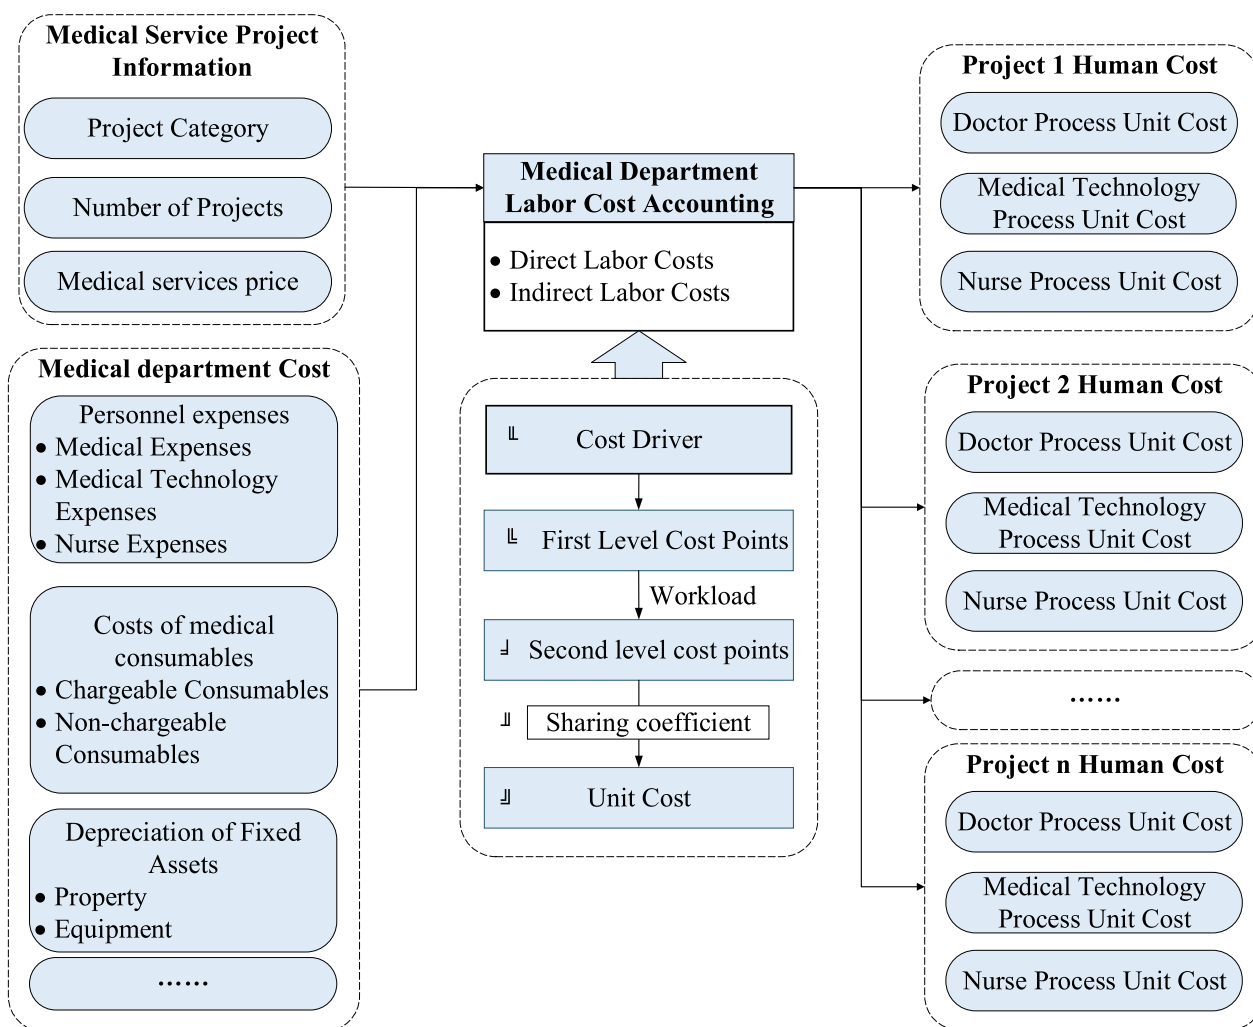 Medical Service Project
Information
Project Category
Number of Projects
Medical services price
Medical department Cost
Personnel expenses
• Medical Expenses
• Medical Technology
Expenses
• Nurse Expenses
Costs of medical
consumables
• Chargeable Consumables
• Non-chargeable
Consumables
Depreciation of Fixed
Assets
• Property
• Equipment
……
Medical Department
Labor Cost Accounting
• Direct Labor Costs
• Indirect Labor Costs
╙ Cost Driver
╚ First Level Cost Points
Workload
╛ Second level cost points
╜ Sharing coefficient
╝ Unit Cost
Project 1 Human Cost
Doctor Process Unit Cost
Medical Technology
Process Unit Cost
Nurse Process Unit Cost
Project 2 Human Cost
Doctor Process Unit Cost
Medical Technology
Process Unit Cost
Nurse Process Unit Cost
……
Project n Human Cost
Doctor Process Unit Cost
Medical Technology
Process Unit Cost
Nurse Process Unit Cost